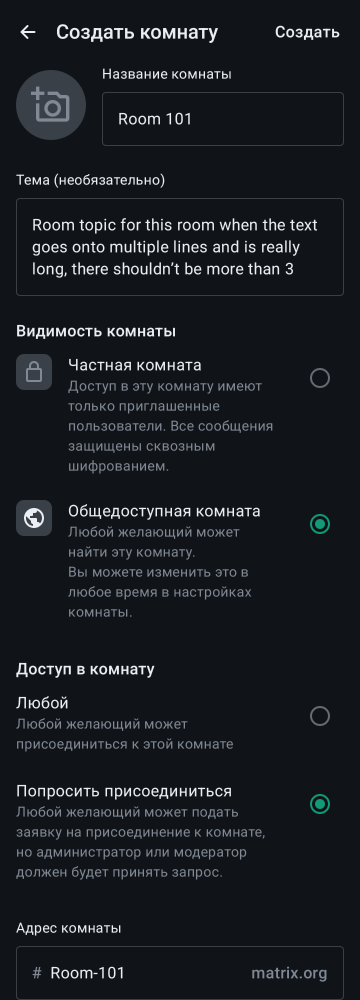 Создать комнату
Создать
Название комнаты
Room 101
Тема (необязательно)
Room topic for this room when the text
goes onto multiple lines and is really
long, there shouldn’t be more than 3
Видимость комнаты
Частная комната
Доступ в эту комнату имеют
только приглашенные
пользователи. Все сообщения
защищены сквозным
шифрованием.
Общедоступная комната
Любой желающий может
найти эту комнату.
Вы можете изменить это в
любое время в настройках
комнаты.
Доступ в комнату
Любой
Любой желающий может
присоединиться к этой комнате
Попросить присоединиться
Любой желающий может подать
заявку на присоединение к комнате,
но администратор или модератор
должен будет принять запрос.
Адрес комнаты
# Room-101 matrix.org